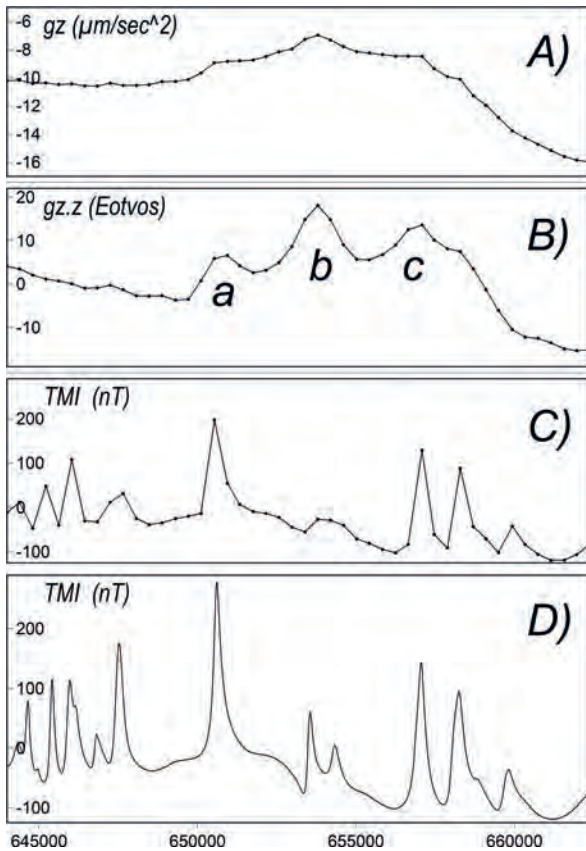 -6 gz (µm/sec^2)
-8
-10
-12
-14
-16
A)
20 gz.z (Eotvos)
10
0
-10
B)
a
b
c
TMI (nT)
200
100
0
-100
C)
TMI (nT)
200
100
0
-100
D)
645000 650000 655000 660000